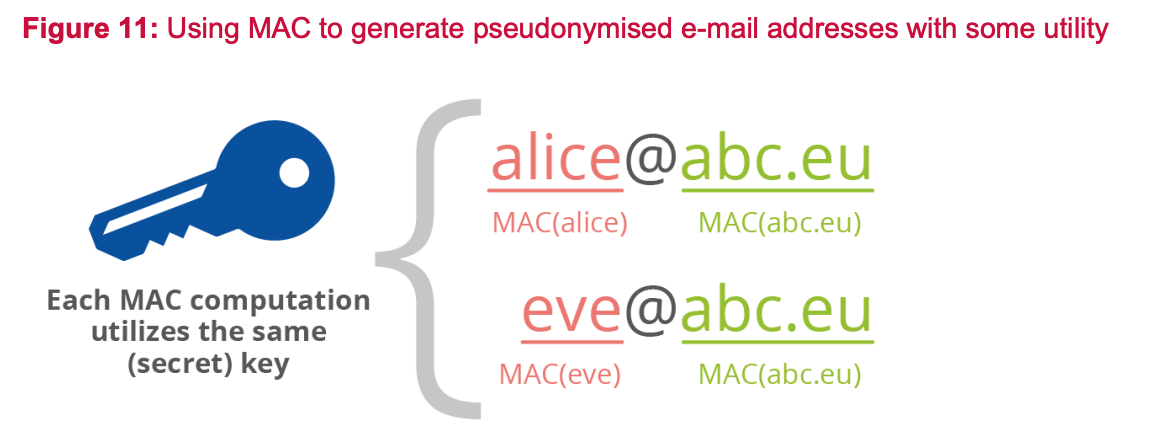 Figure 11: Using MAC to generate pseudonymised e-mail addresses with some utility
Each MAC computation
utilizes the same
(secret) key
alice@abc.eu
MAC(alice) MAC(abc.eu)
eve@abc.eu
MAC(eve) MAC(abc.eu)